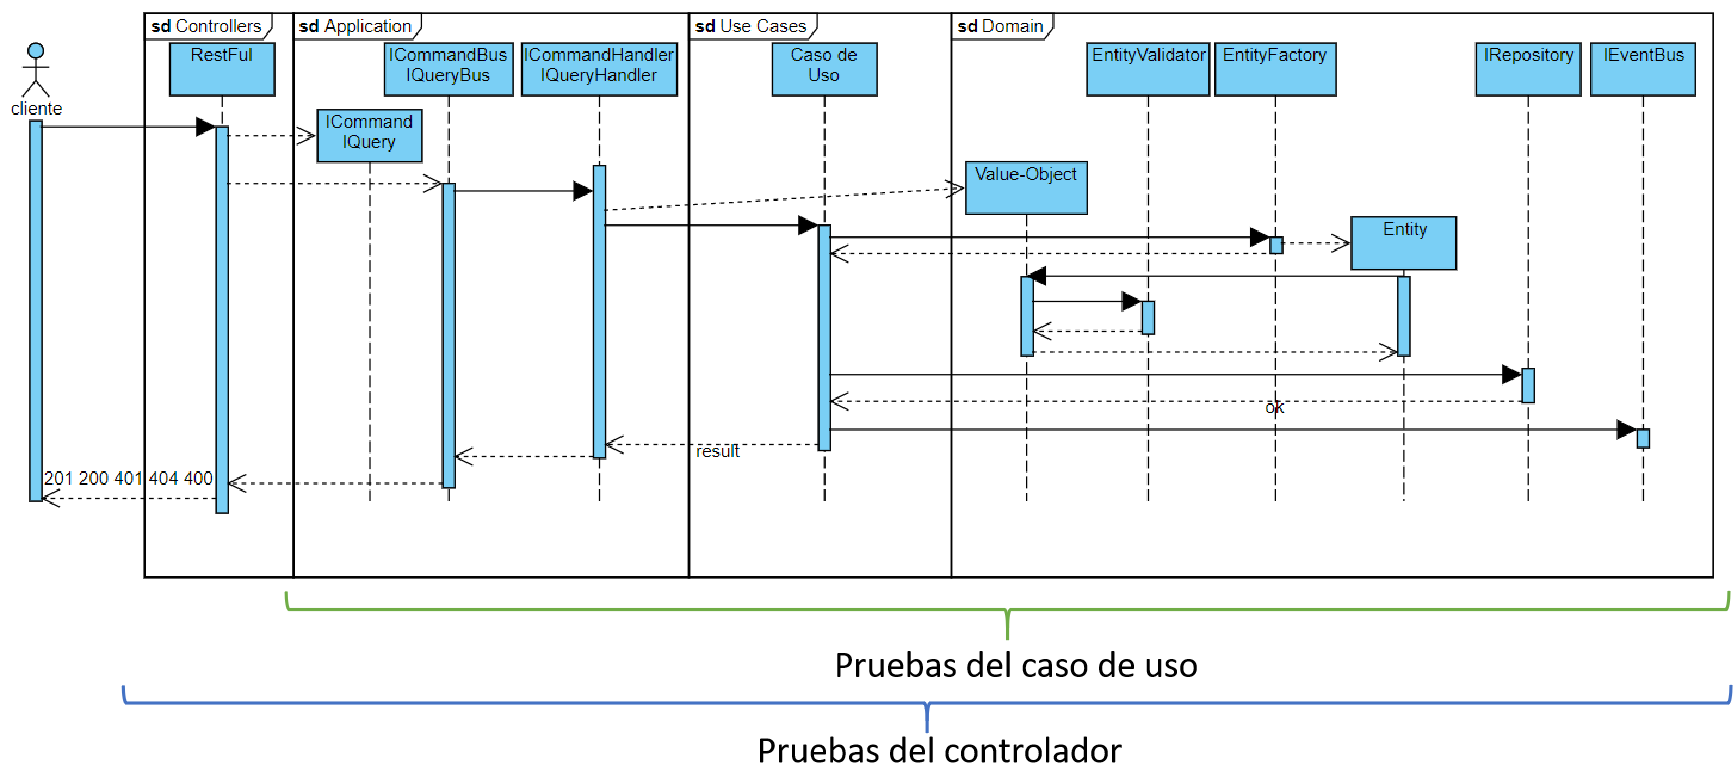 sd Controllers
sd Application
sd Use Cases
sd Domain
cliente
RestFul
ICommandBus
IQueryBus
ICommandHandler
IQueryHandler
Caso de
Uso
EntityValidator
EntityFactory
IRepository
IEventBus
ICommand
IQuery
Value-Object
Entity
ok
result
201 200 401 404 400
Pruebas del caso de uso
Pruebas del controlador